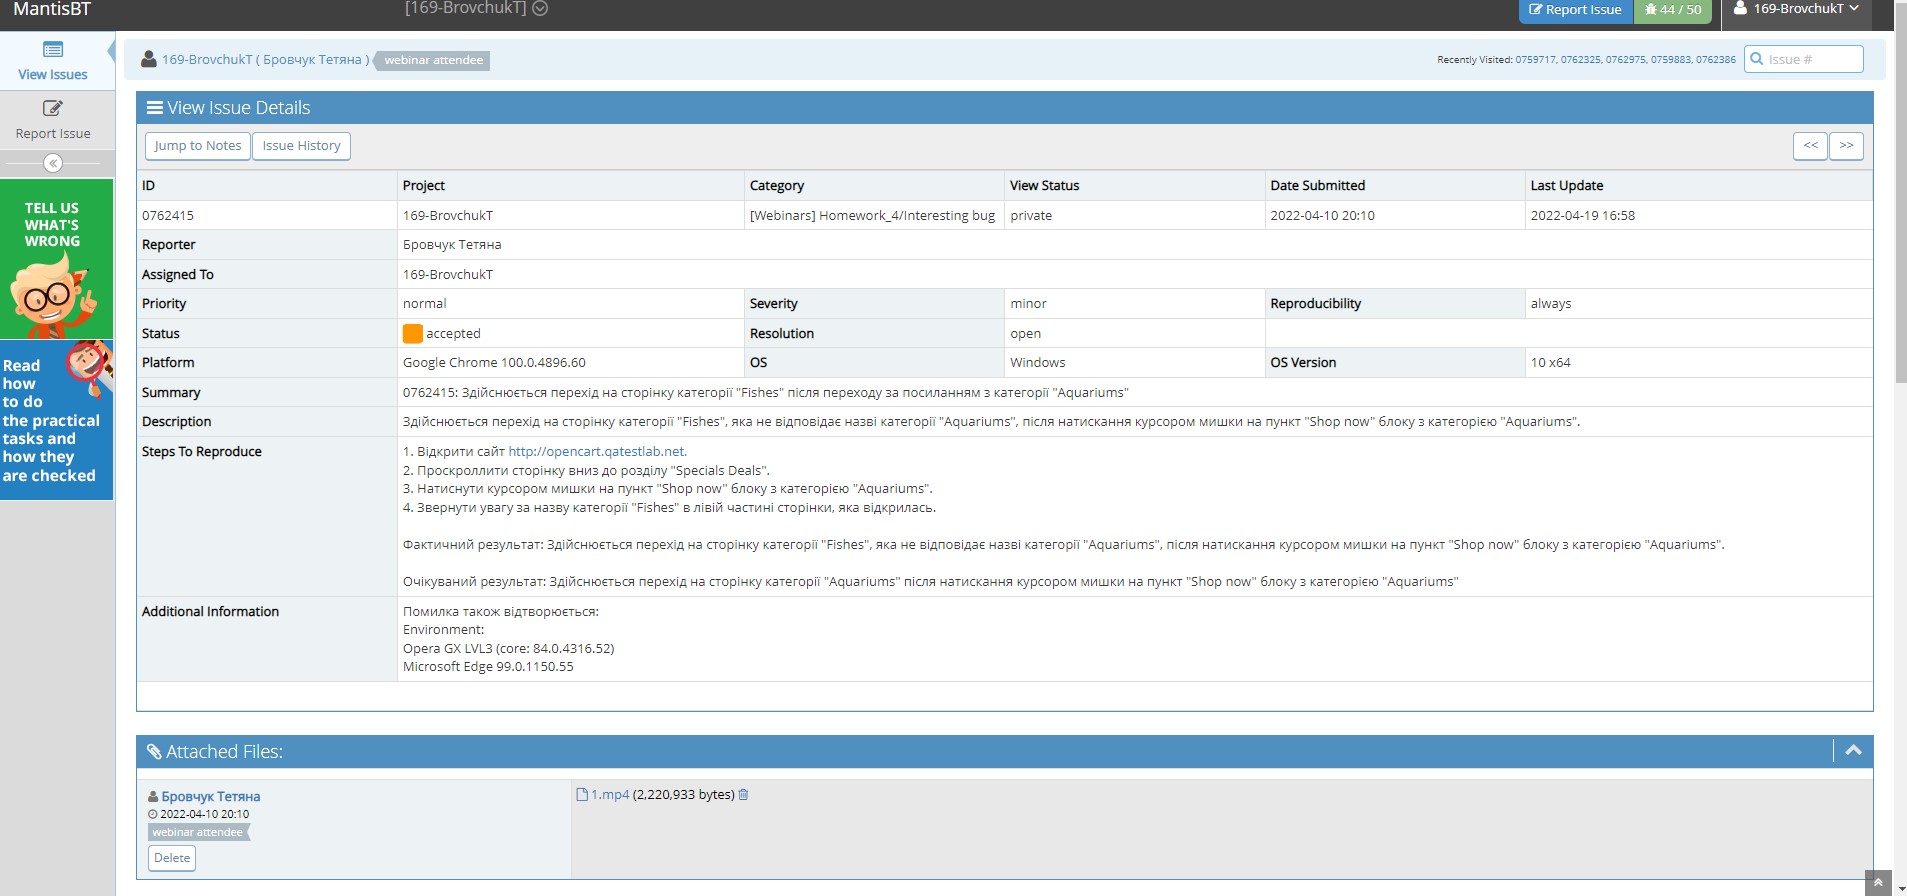 MantisBT
[169-BrovchukT]
Report Issue
44 / 50
169-BrovchukT
View Issues
Report Issue
TELL US
WHAT'S
WRONG
Read
how
to do
the practical
tasks and
how they
are checked
169-BrovchukT ( Бровчук Тетяна )
webinar attendee
Recently Visited: 0759717, 0762325, 0762975, 0759883, 0762386
Issue #
View Issue Details
Jump to Notes
Issue History
<<
>>
ID Project Category View Status Date Submitted Last Update
0762415 169-BrovchukT [Webinars] Homework_4/Interesting bug private 2022-04-10 20:10 2022-04-19 16:58
Reporter Бровчук Тетяна
Assigned To 169-BrovchukT
Priority normal Severity minor Reproducibility always
Status accepted Resolution open
Platform Google Chrome 100.0.4896.60 OS Windows OS Version 10 x64
Summary 0762415: Здійснюється перехід на сторінку категорії "Fishes" після переходу за посиланням з категорії "Aquariums"
Description Здійснюється перехід на сторінку категорії "Fishes", яка не відповідає назві категорії "Aquariums", після натискання курсором мишки на пункт "Shop now" блоку з категорією "Aquariums".
Steps To Reproduce 1. Відкрити сайт http://opencart.qatestlab.net.
2. Проскроллити сторінку вниз до розділу "Specials Deals".
3. Натиснути курсором мишки на пункт "Shop now" блоку з категорією "Aquariums".
4. Звернути увагу за назву категорії "Fishes" в лівій частині сторінки, яка відкрилась.
Фактичний результат: Здійснюється перехід на сторінку категорії "Fishes", яка не відповідає назві категорії "Aquariums", після натискання курсором мишки на пункт "Shop now" блоку з категорією "Aquariums".
Очікуваний результат: Здійснюється перехід на сторінку категорії "Aquariums" після натискання курсором мишки на пункт "Shop now" блоку з категорією "Aquariums"
Additional Information Помилка також відтворюється:
Environment:
Opera GX LVL3 (core: 84.0.4316.52)
Microsoft Edge 99.0.1150.55
Attached Files:
Бровчук Тетяна
2022-04-10 20:10
webinar attendee
Delete
1.mp4 (2,220,933 bytes)